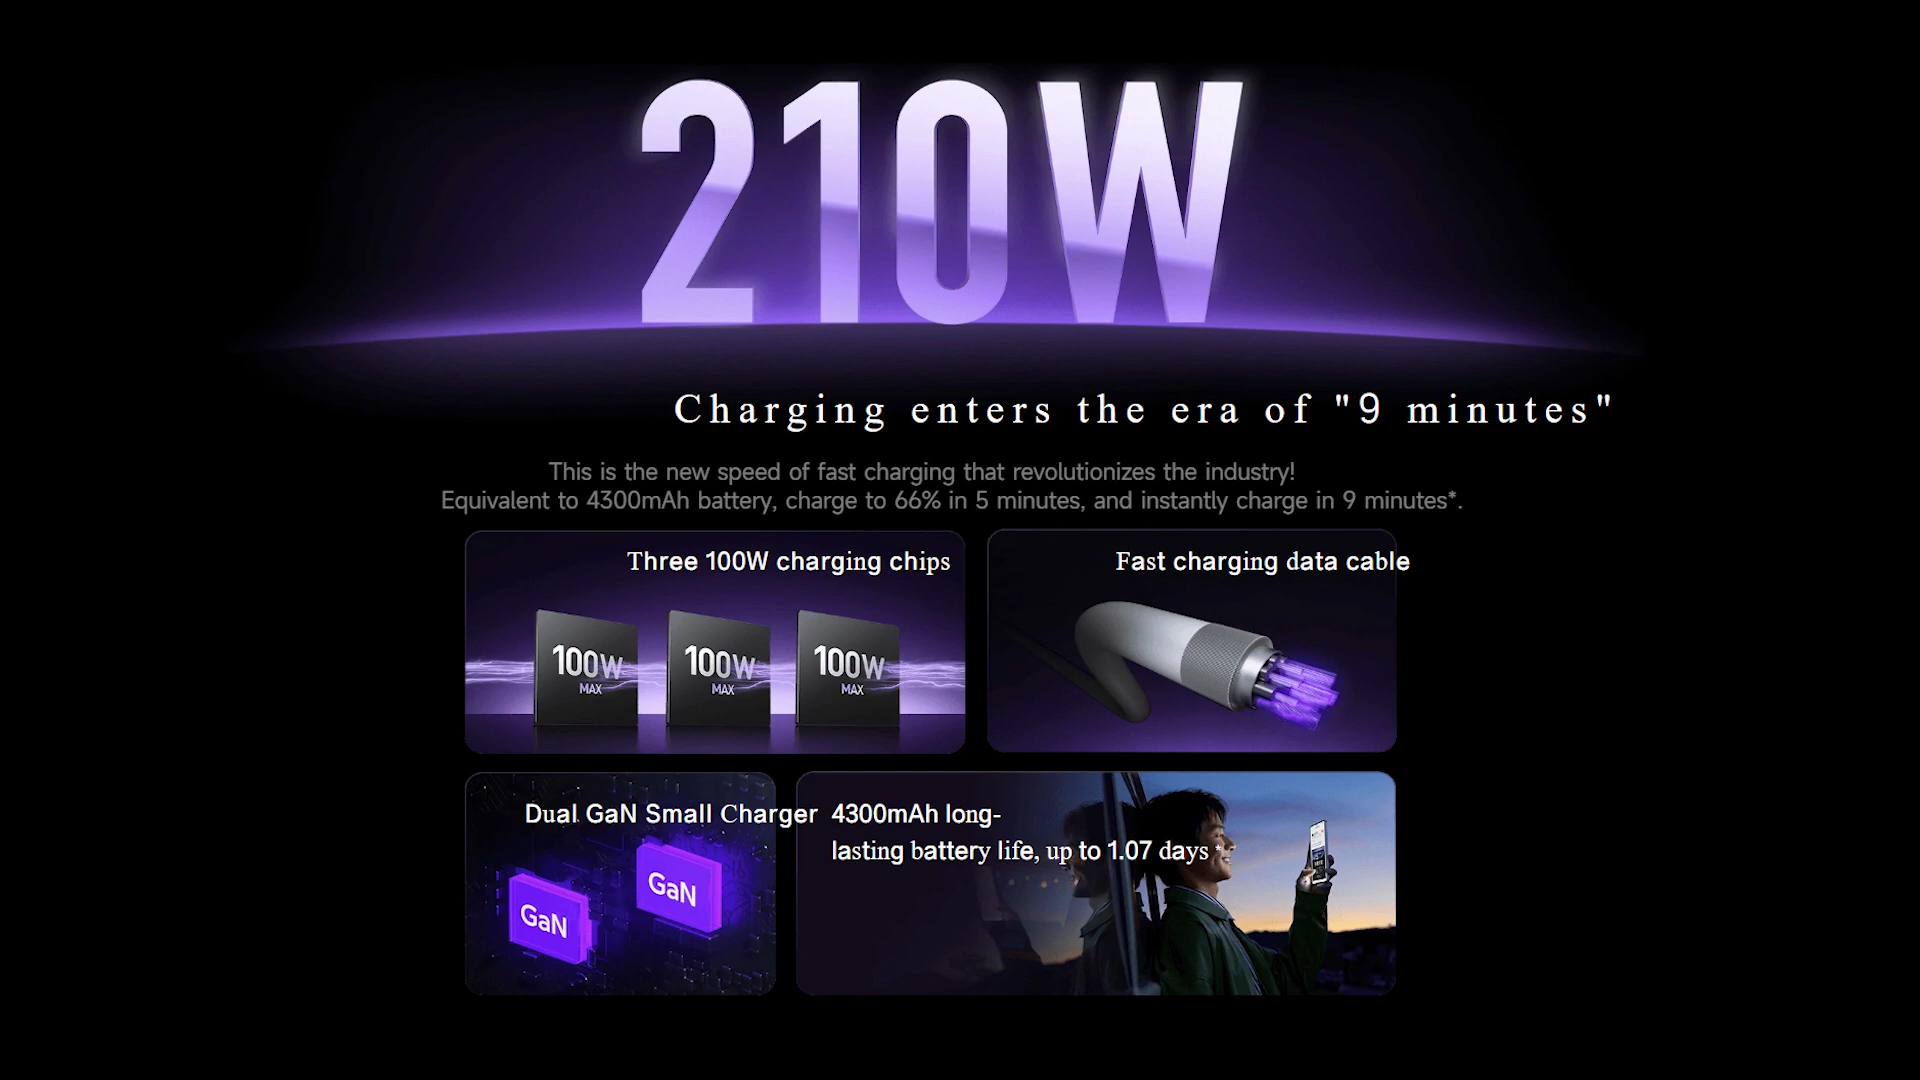 210W
Charging enters the era of "9 minutes"
This is the new speed of fast charging that revolutionizes the industry!
Equivalent to 4300mAh battery, charge to 66% in 5 minutes, and instantly charge in 9 minutes*.
Three 100W charging chips
100W
MAX
100W
MAX
100W
MAX
Fast charging data cable
Dual GaN Small Charger
GaN
GaN
4300mAh long-
lasting battery life, up to 1.07 days *